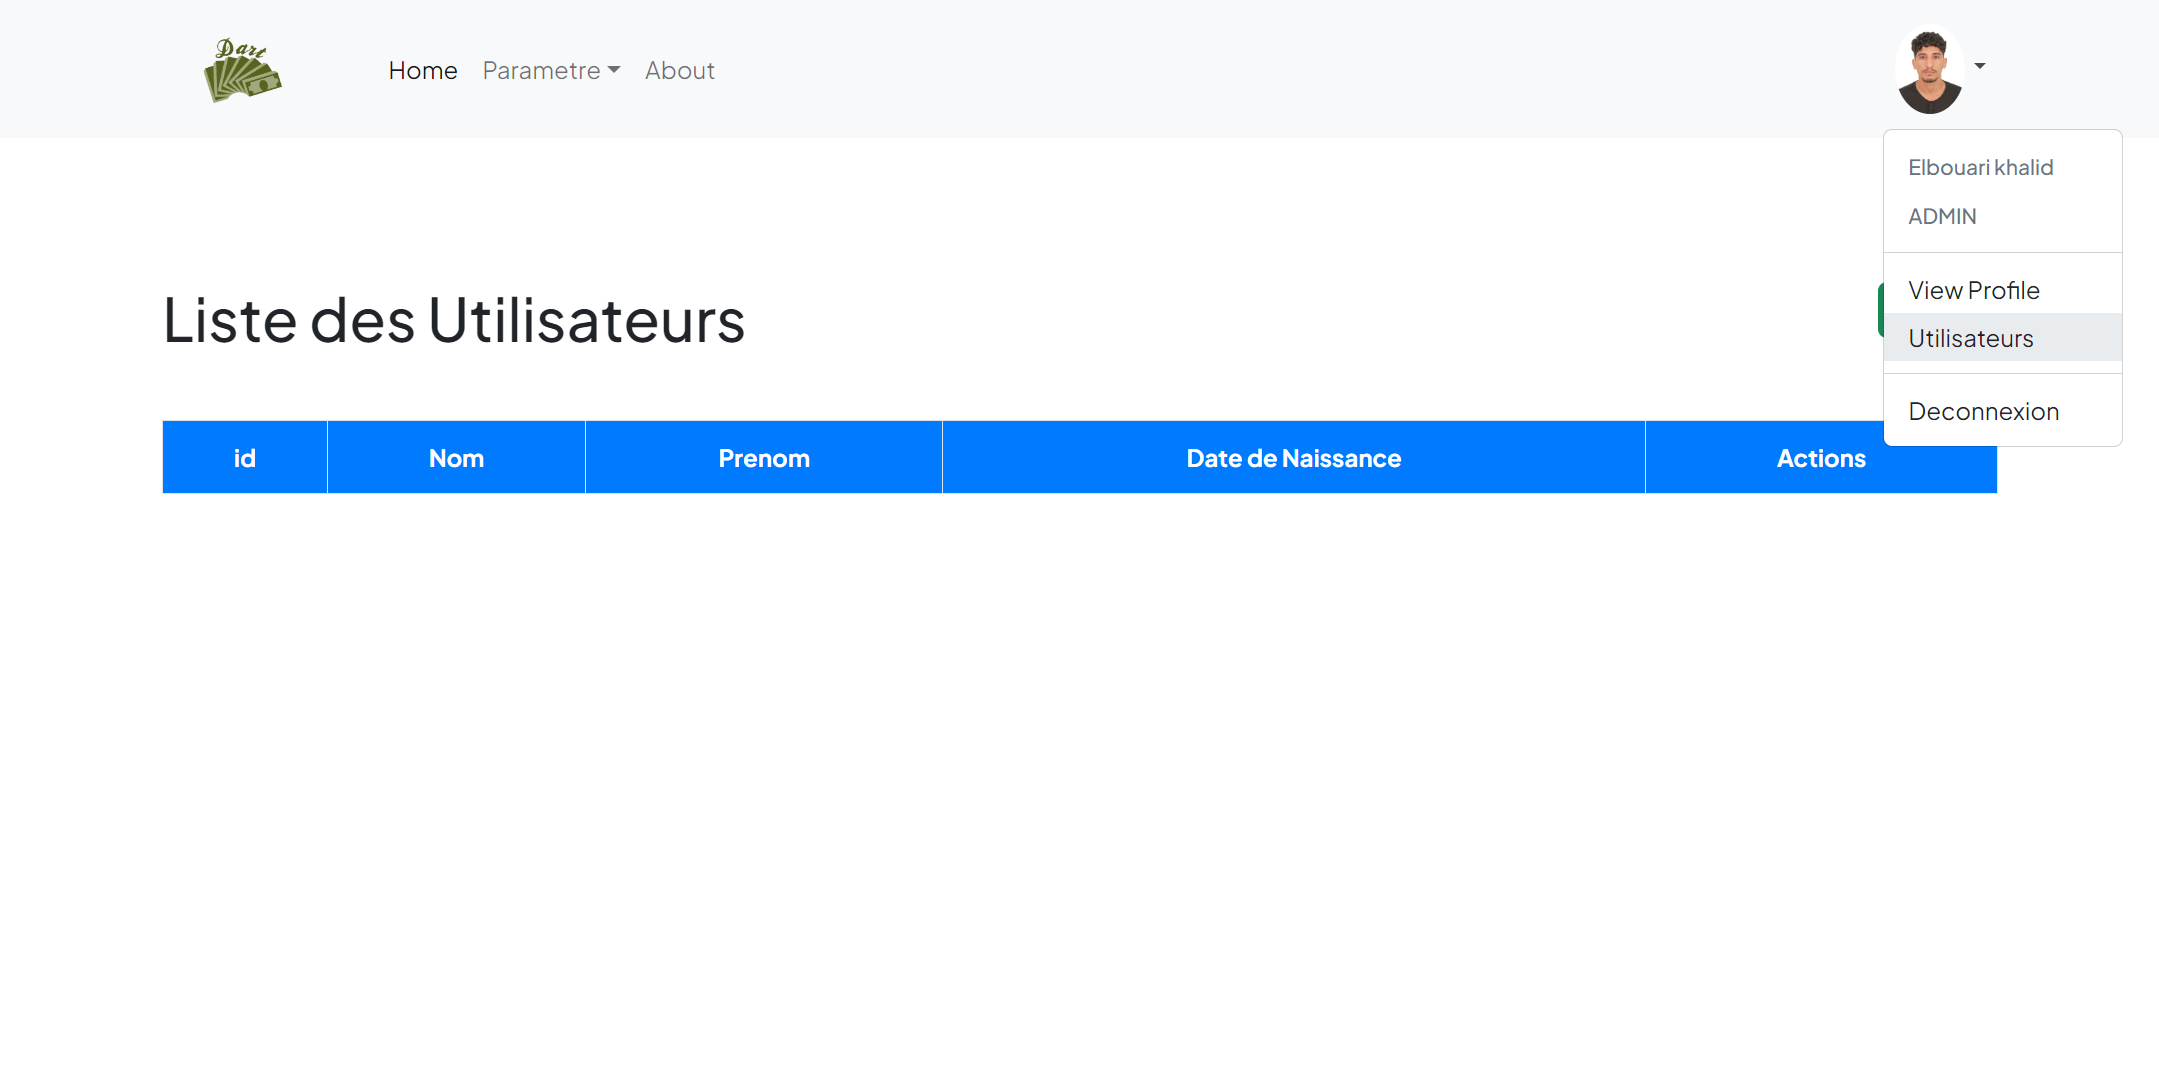 Dart
Home Parametre About
Elbouari khalid
ADMIN
View Profile
Utilisateurs
Deconnexion
Liste des Utilisateurs
id Nom Prenom Date de Naissance Actions